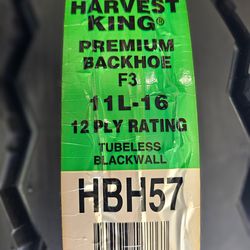 HARVEST
KING®
PREMIUM
BACKHOE
F3
11L-16
12 PLY RATING
TUBELESS
BLACKWALL
HBH57